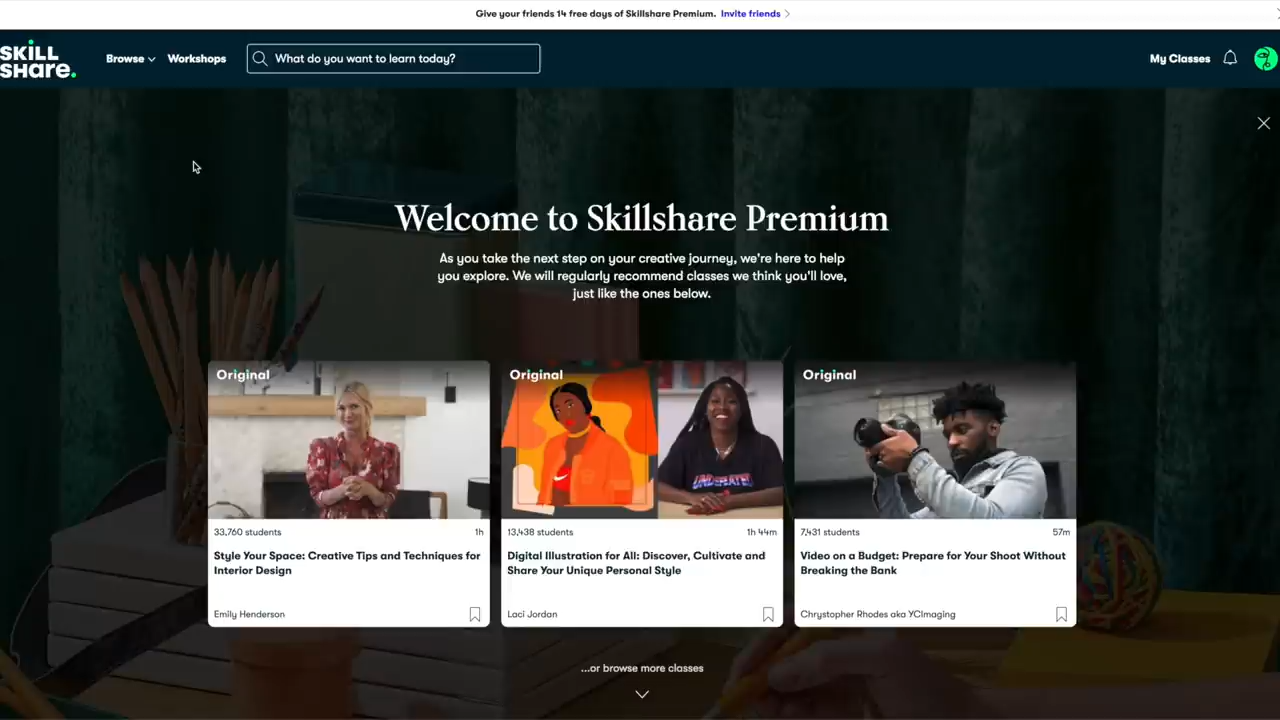 Give your friends 14 free days of Skillshare Premium. Invite friends
SKILL
SHare.
Browse
Workshops
What do you want to learn today?
My Classes
Welcome to Skillshare Premium
As you take the next step on your creative journey, we're here to help
you explore. We will regularly recommend classes we think you'll love,
just like the ones below.
Original
33,760 students
1h
Style Your Space: Creative Tips and Techniques for
Interior Design
Emily Henderson
Original
UNDEFEATED
13,438 students
1h 44m
Digital Illustration for All: Discover, Cultivate and
Share Your Unique Personal Style
Laci Jordan
Original
7,431 students
57m
Video on a Budget: Prepare for Your Shoot Without
Breaking the Bank
Chrystopher Rhodes aka YCImaging
...or browse more classes